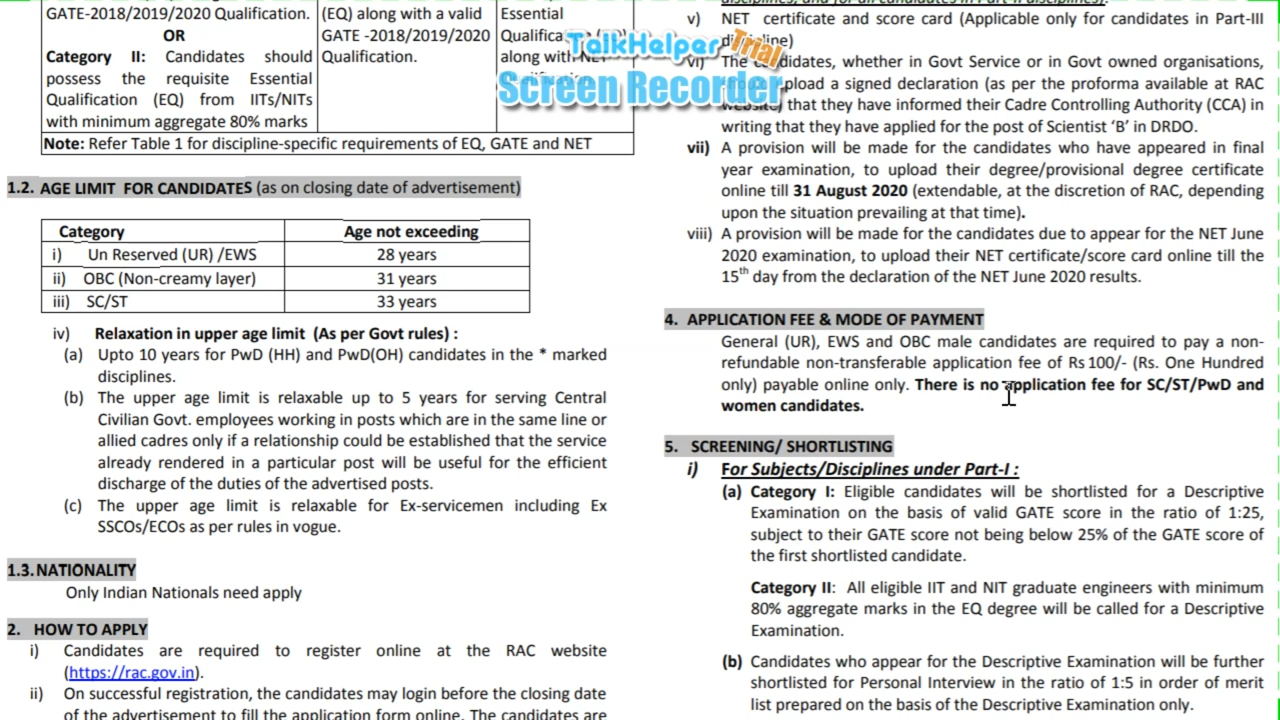 GATE-2018/2019/2020 Qualification.
OR
Category II: Candidates should
possess the requisite Essential
Qualification (EQ) from IITs/NITs
with minimum aggregate 80% marks
(EQ) along with a valid
GATE -2018/2019/2020
Qualification.
Essential
along with
Note: Refer Table 1 for discipline-specific requirements of EQ, GATE and NET
TalkHelper Trial
Screen Recorder
1.2. AGE LIMIT FOR CANDIDATES (as on closing date of advertisement)
Category Age not exceeding
i) Un Reserved (UR) /EWS 28 years
ii) OBC (Non-creamy layer) 31 years
iii) SC/ST 33 years
iv) Relaxation in upper age limit (As per Govt rules) :
(a) Upto 10 years for PwD (HH) and PwD(OH) candidates in the * marked
disciplines.
(b) The upper age limit is relaxable up to 5 years for serving Central
Civilian Govt. employees working in posts which are in the same line or
allied cadres only if a relationship could be established that the service
already rendered in a particular post will be useful for the efficient
discharge of the duties of the advertised posts.
(c) The upper age limit is relaxable for Ex-servicemen including Ex
SSCOs/ECOs as per rules in vogue.
1.3. NATIONALITY
Only Indian Nationals need apply
2. HOW TO APPLY
i) Candidates are required to register online at the RAC website
(https://rac.gov.in).
ii) On successful registration, the candidates may login before the closing date
of the advertisement to fill the application form online. The candidates are
disciplines, and for all candidates in Part-II disciplines).
v) NET certificate and score card (Applicable only for candidates in Part-III
vi) The candidates, whether in Govt Service or in Govt owned organisations,
upload a signed declaration (as per the proforma available at RAC
website) that they have informed their Cadre Controlling Authority (CCA) in
writing that they have applied for the post of Scientist ‘B’ in DRDO.
vii) A provision will be made for the candidates who have appeared in final
year examination, to upload their degree/provisional degree certificate
online till 31 August 2020 (extendable, at the discretion of RAC, depending
upon the situation prevailing at that time).
viii) A provision will be made for the candidates due to appear for the NET June
2020 examination, to upload their NET certificate/score card online till the
15th day from the declaration of the NET June 2020 results.
4. APPLICATION FEE & MODE OF PAYMENT
General (UR), EWS and OBC male candidates are required to pay a non-
refundable non-transferable application fee of Rs 100/- (Rs. One Hundred
only) payable online only. There is no application fee for SC/ST/PwD and
women candidates.
5. SCREENING/ SHORTLISTING
i) For Subjects/Disciplines under Part-I :
(a) Category I: Eligible candidates will be shortlisted for a Descriptive
Examination on the basis of valid GATE score in the ratio of 1:25,
subject to their GATE score not being below 25% of the GATE score of
the first shortlisted candidate.
Category II: All eligible IIT and NIT graduate engineers with minimum
80% aggregate marks in the EQ degree will be called for a Descriptive
Examination.
(b) Candidates who appear for the Descriptive Examination will be further
shortlisted for Personal Interview in the ratio of 1:5 in order of merit
list prepared on the basis of the Descriptive Examination only.